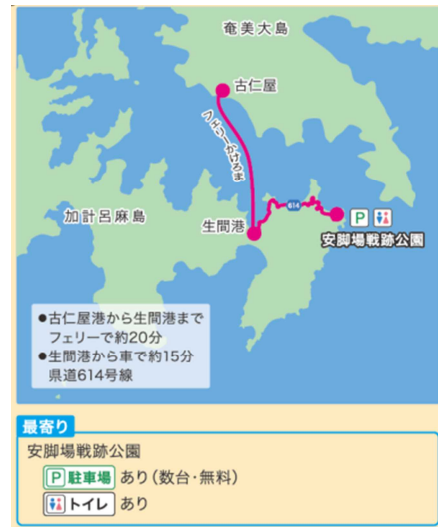 奄美大島
古仁屋
フェリーかけろま
加計呂麻島
生間港
614
P
安脚場戦跡公園
●古仁屋港から生間港まで
フェリーで約20分
●生間港から車で約15分
県道614号線
最寄り
安脚場戦跡公園
P 駐車場 あり(数台・無料)
トイレ あり